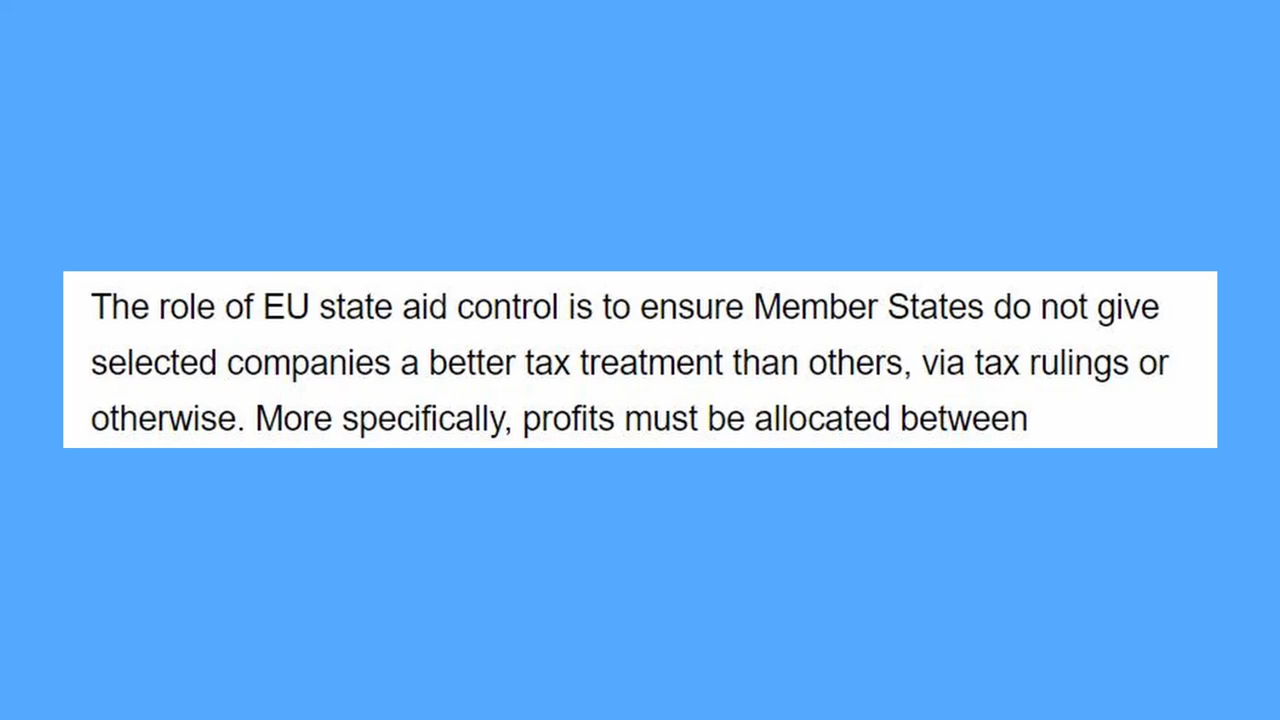 The role of EU state aid control is to ensure Member States do not give
selected companies a better tax treatment than others, via tax rulings or
otherwise. More specifically, profits must be allocated between